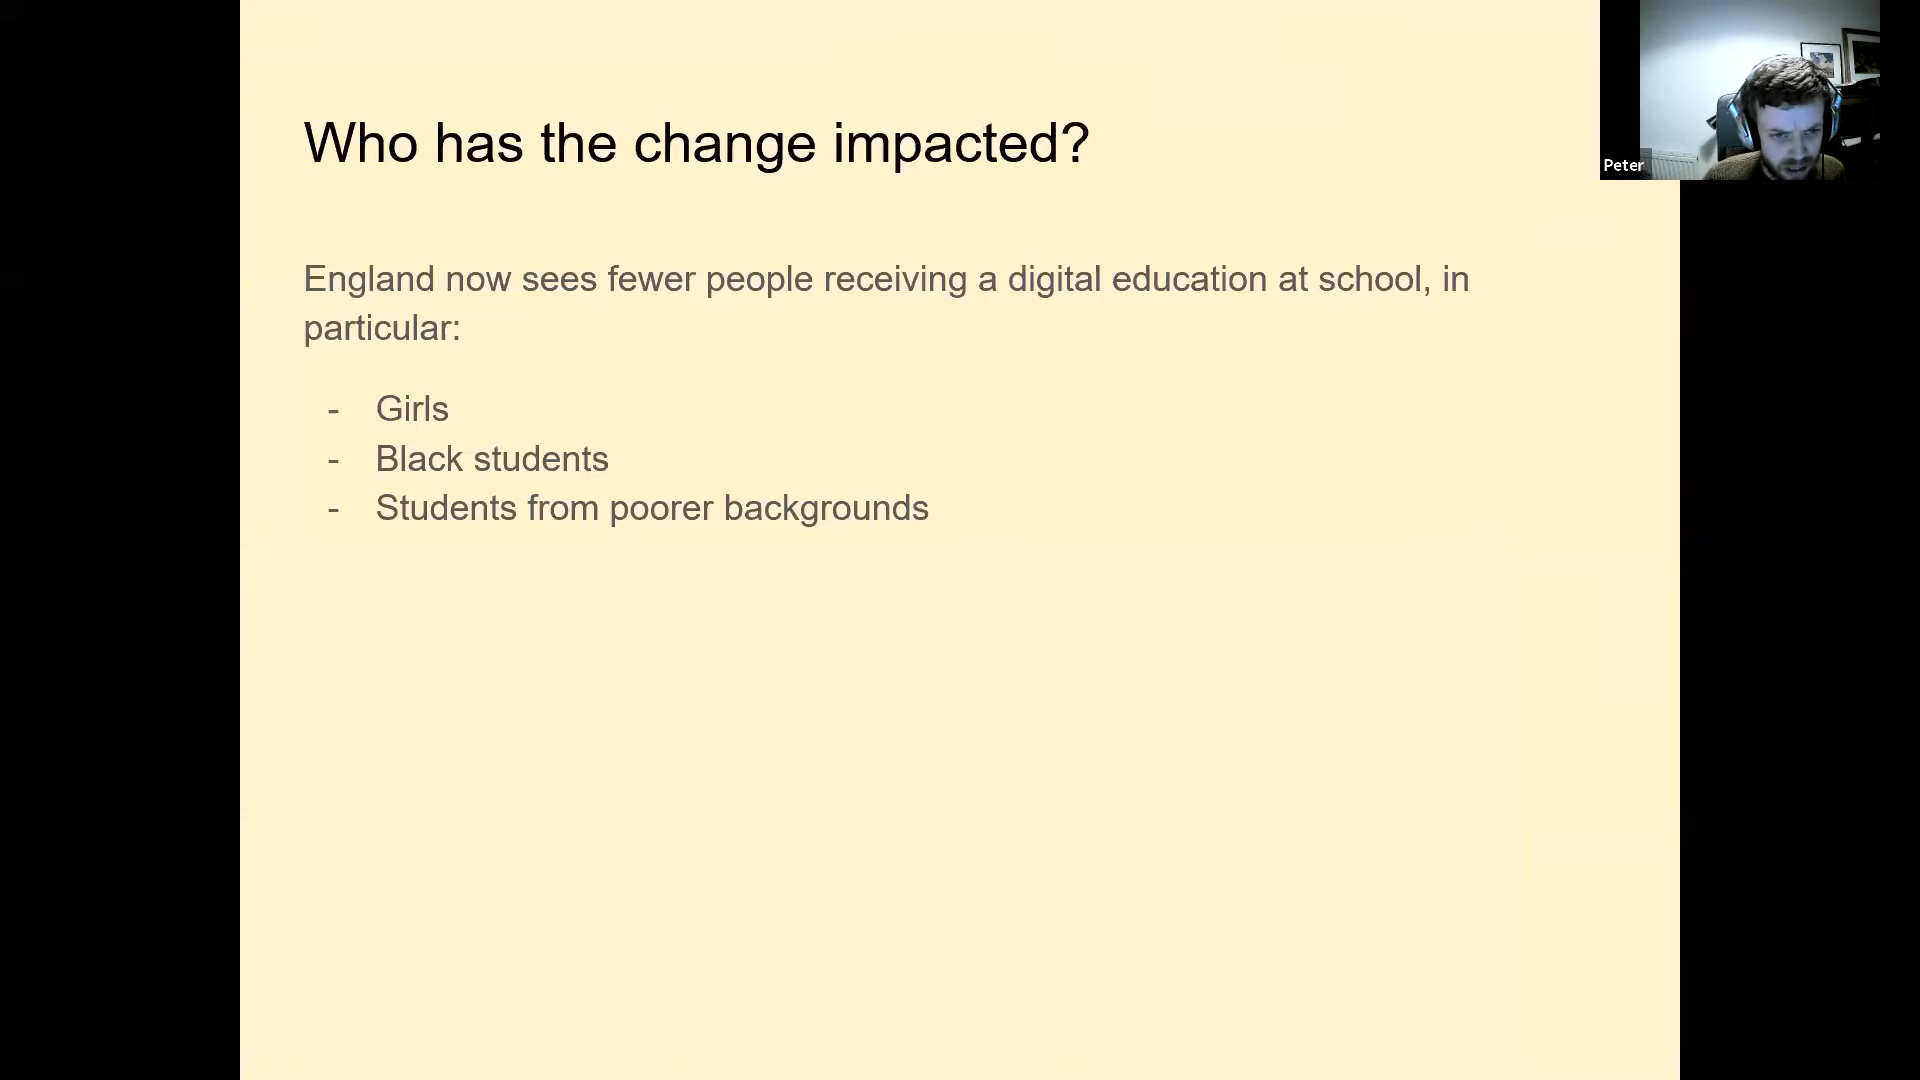 Who has the change impacted?
Peter
England now sees fewer people receiving a digital education at school, in
particular:
- Girls
- Black students
- Students from poorer backgrounds